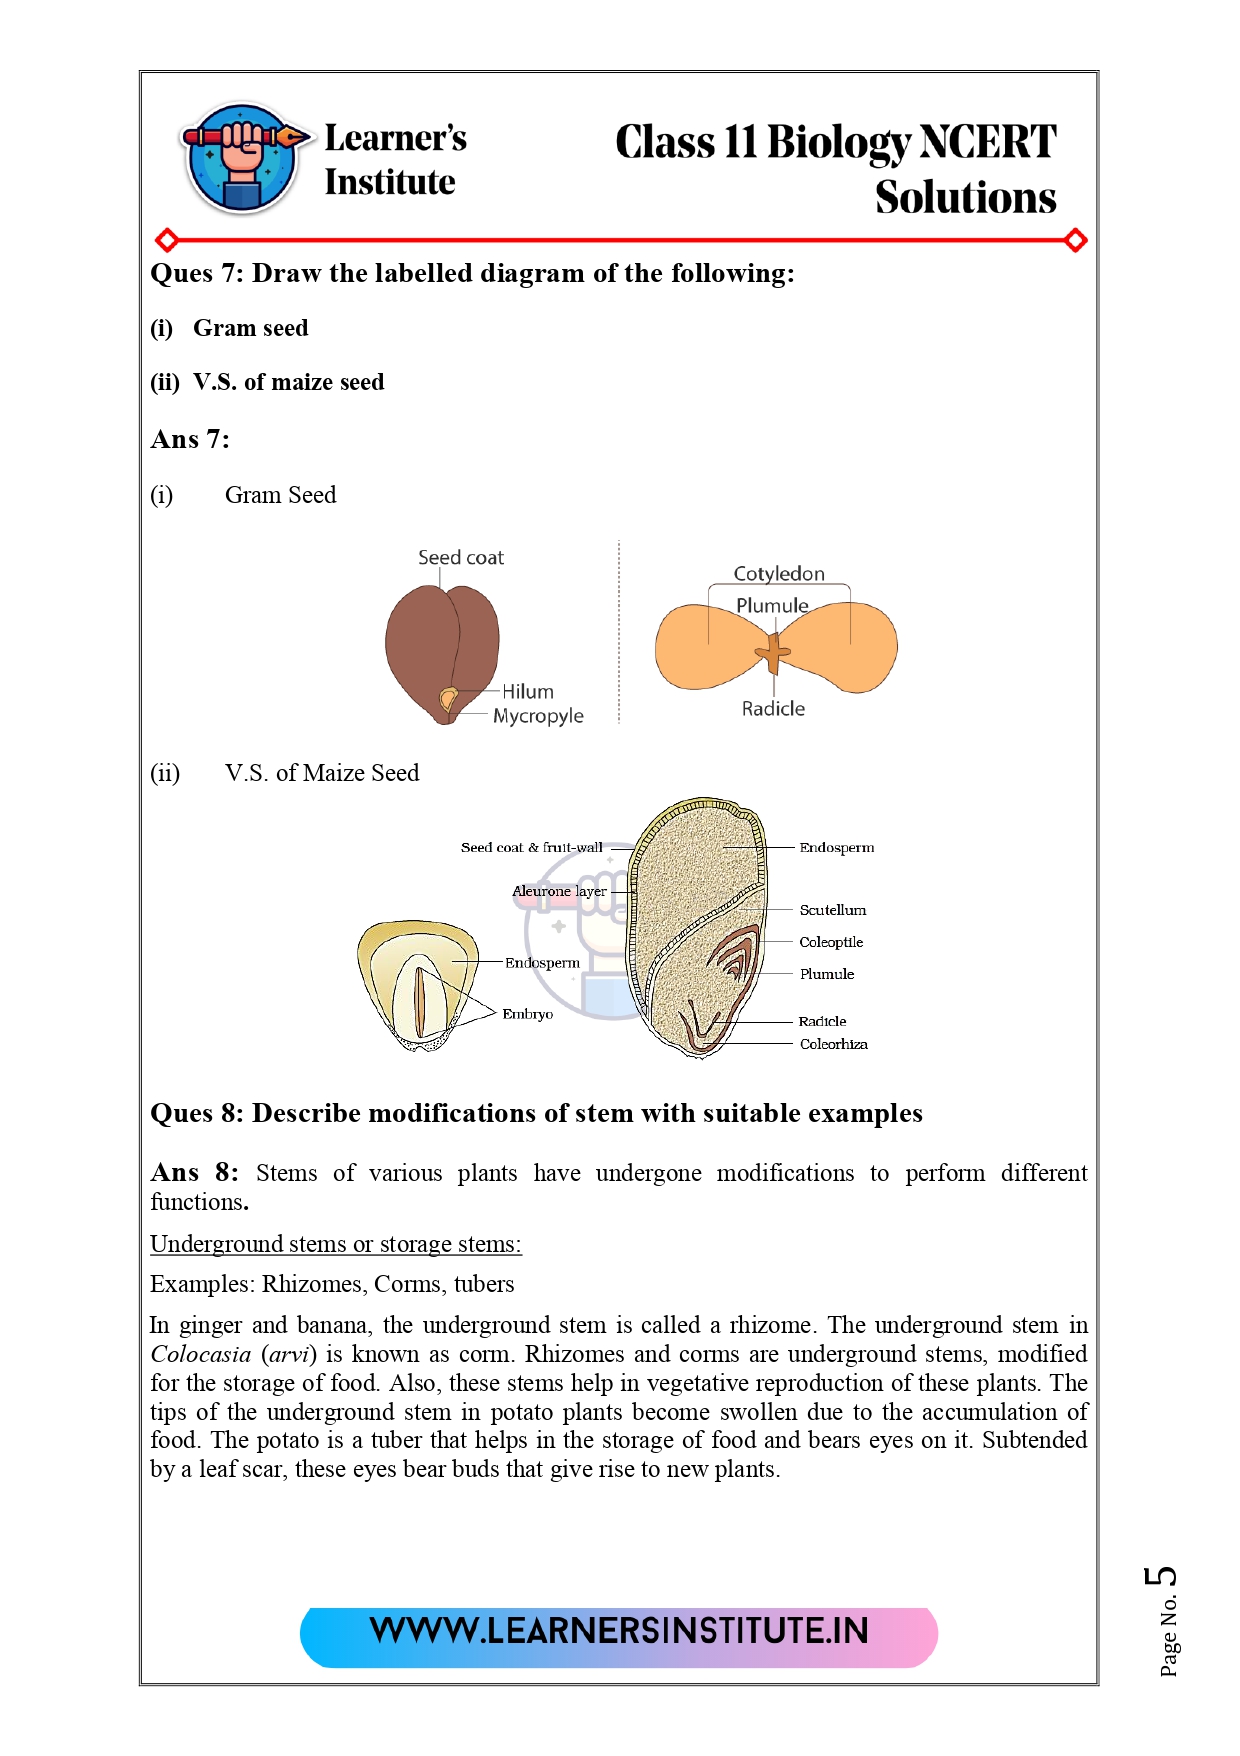 Learner's
Institute
Class 11 Biology NCERT
Solutions
Ques 7: Draw the labelled diagram of the following:
(i) Gram seed
(ii) V.S. of maize seed
Ans 7:
(i) Gram Seed
Seed coat
Hilum
Mycropyle
Cotyledon
Plumule
Radicle
(ii) V.S. of Maize Seed
Seed coat & fruit-wall
Aleurone layer
Endosperm
Embryo
Endosperm
Scutellum
Coleoptile
Plumule
Radicle
Coleorhiza
Ques 8: Describe modifications of stem with suitable examples
Ans 8: Stems of various plants have undergone modifications to perform different
functions.
Underground stems or storage stems:
Examples: Rhizomes, Corms, tubers
In ginger and banana, the underground stem is called a rhizome. The underground stem in
Colocasia (arvi) is known as corm. Rhizomes and corms are underground stems, modified
for the storage of food. Also, these stems help in vegetative reproduction of these plants. The
tips of the underground stem in potato plants become swollen due to the accumulation of
food. The potato is a tuber that helps in the storage of food and bears eyes on it. Subtended
by a leaf scar, these eyes bear buds that give rise to new plants.
WWW.LEARNERSINSTITUTE.IN
Page No. 5